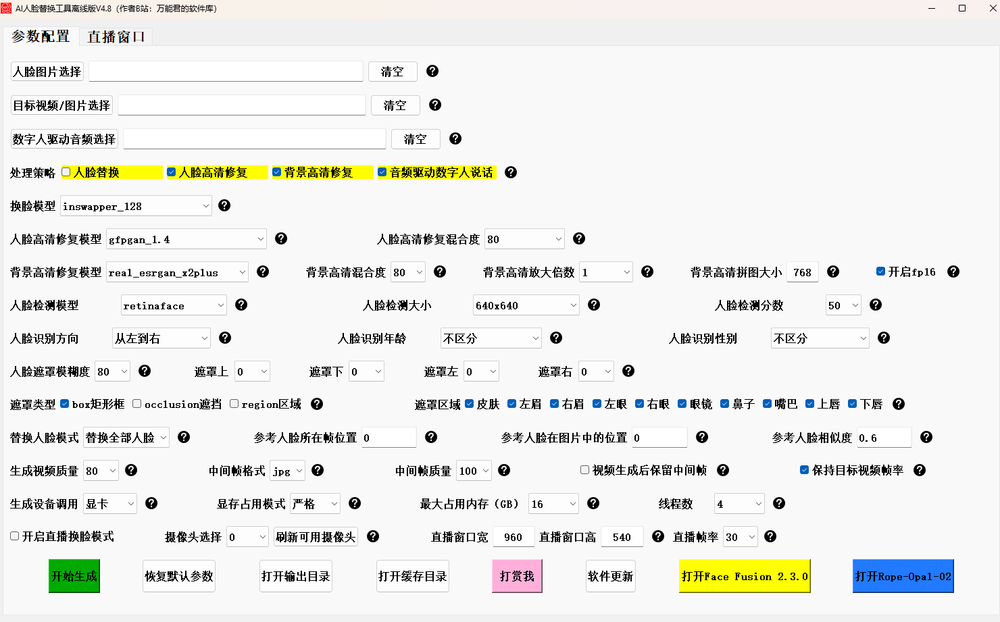 AI人脸替换工具离线版V4.8（作者B站：万能君的软件库）
参数配置 直播窗口
人脸图片选择 清空
目标视频/图片选择 清空
数字人驱动音频选择 清空
处理策略 人脸替换 人脸高清修复 背景高清修复 音频驱动数字人说话
换脸模型 inswapper_128
人脸高清修复模型 gfpgan_1.4 人脸高清修复混合度 80
背景高清修复模型 real_esrgan_x2plus 背景高清混合度 80 背景高清放大倍数 1 背景高清拼图大小 768 开启fp16
人脸检测模型 retinaface 人脸检测大小 640x640 人脸检测分数 50
人脸识别方向 从左到右 人脸识别年龄 不区分 人脸识别性别 不区分
人脸遮罩模糊度 80 遮罩上 0 遮罩下 0 遮罩左 0 遮罩右 0
遮罩类型 box矩形框 occlusion遮挡 region区域 遮罩区域 皮肤 左眉 右眉 左眼 右眼 眼镜 鼻子 嘴巴 上唇 下唇
替换人脸模式 替换全部人脸 参考人脸所在帧位置 0 参考人脸在图片中的位置 0 参考人脸相似度 0.6
生成视频质量 80 中间帧格式 jpg 中间帧质量 100 视频生成后保留中间帧 保持目标视频帧率
生成设备调用 显卡 显存占用模式 严格 最大占用内存（GB） 16 线程数 4
开启直播换脸模式 摄像头选择 0 刷新可用摄像头 直播窗口宽 960 直播窗口高 540 直播帧率 30
开始生成 恢复默认参数 打开输出目录 打开缓存目录 打赏我 软件更新 打开Face Fusion 2.3.0 打开Rope-Opal-02